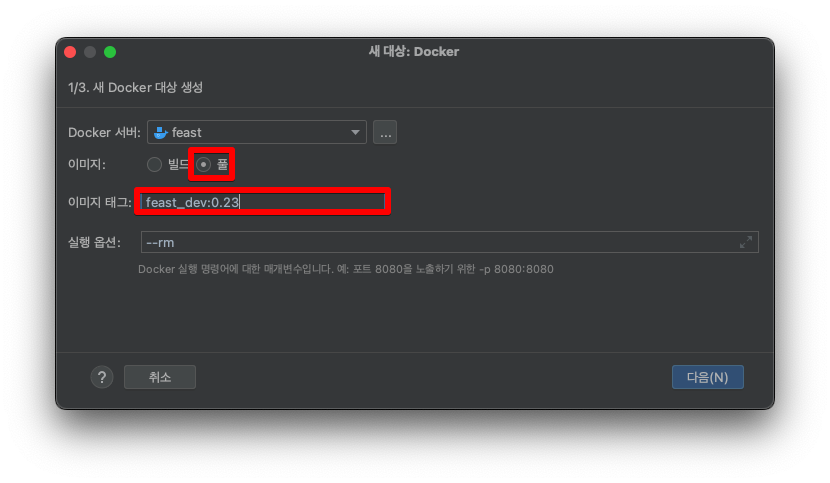 새 대상: Docker
1/3. 새 Docker 대상 생성
Docker 서버: feast ...
이미지: 빌드 풀
이미지 태그: feast_dev:0.23
실행 옵션: --rm
Docker 실행 명령어에 대한 매개변수입니다. 예: 포트 8080을 노출하기 위한 -p 8080:8080
? 취소 다음(N)